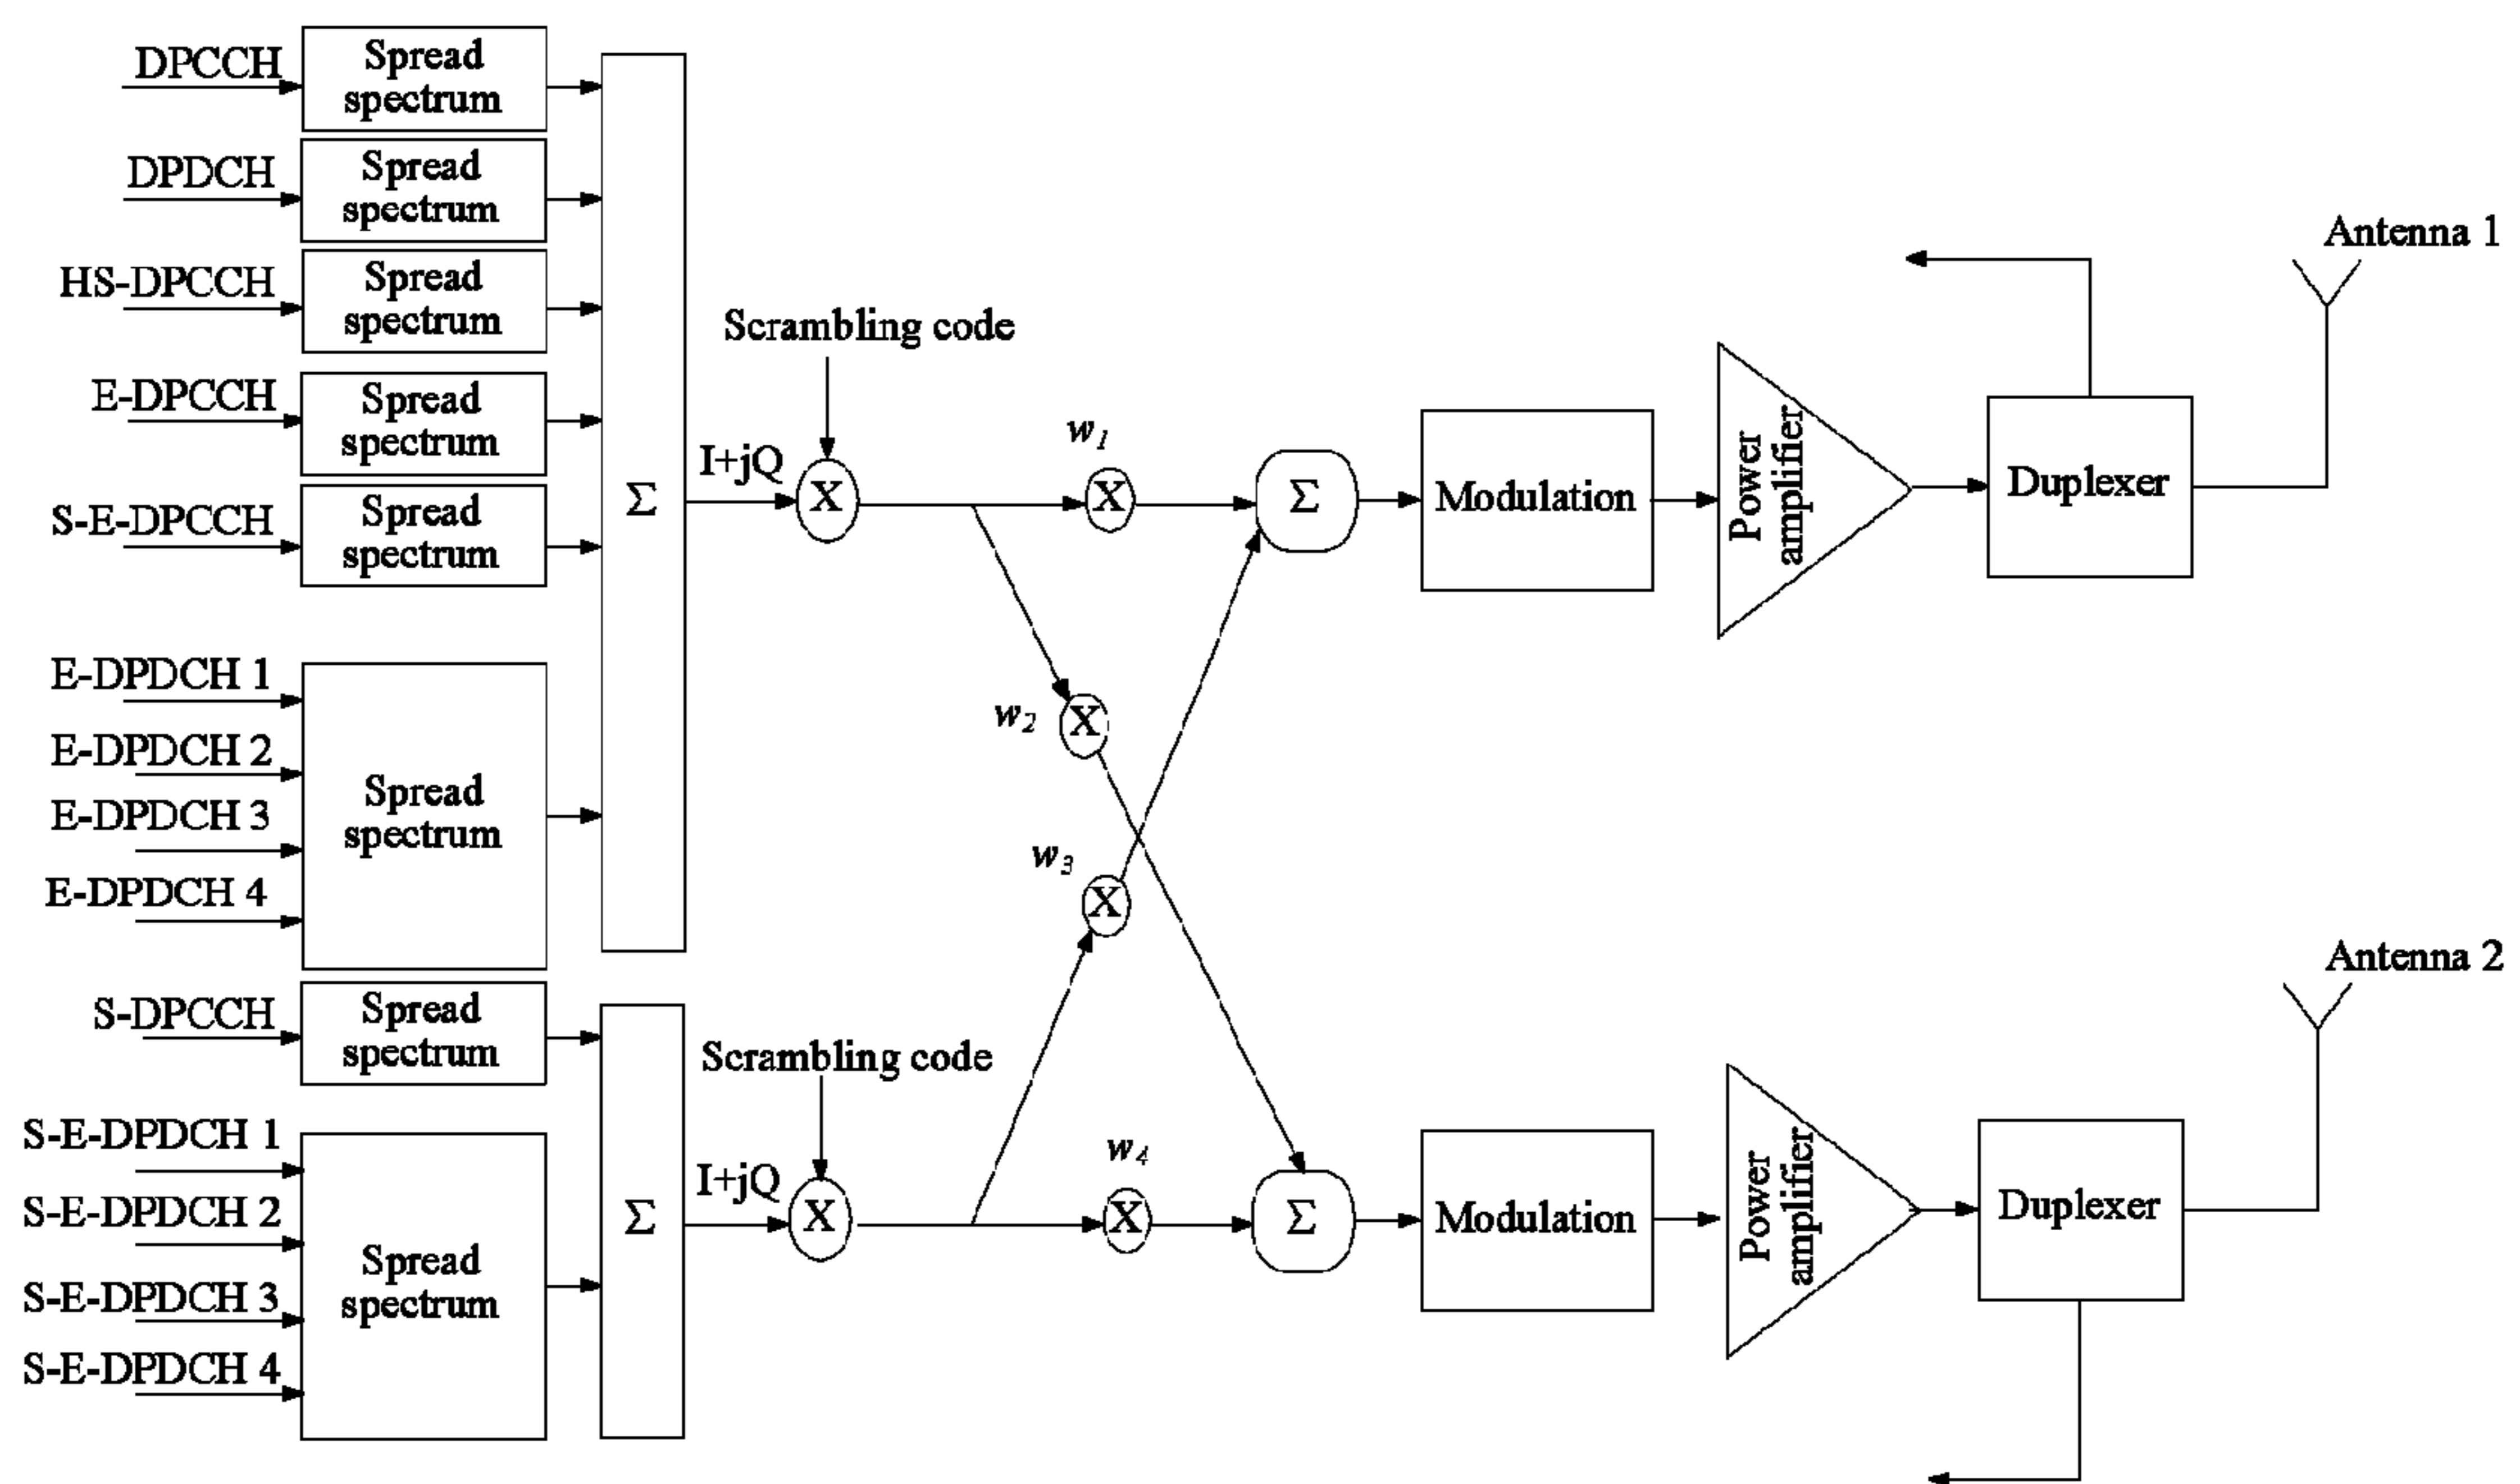 DPCCH
Spread
spectrum
DPDCH
Spread
spectrum
HS-DPCCH
Spread
spectrum
E-DPCCH
Spread
spectrum
S-E-DPCCH
Spread
spectrum
E-DPDCH 1
E-DPDCH 2
E-DPDCH 3
E-DPDCH 4
Spread
spectrum
Σ
I+jQ
Scrambling code
X
w1
X
w2
X
w3
X
Σ
Modulation
Power
amplifier
Duplexer
Antenna 1
S-DPCCH
Spread
spectrum
S-E-DPDCH 1
S-E-DPDCH 2
S-E-DPDCH 3
S-E-DPDCH 4
Spread
spectrum
Σ
I+jQ
Scrambling code
X
w4
X
Σ
Modulation
Power
amplifier
Duplexer
Antenna 2